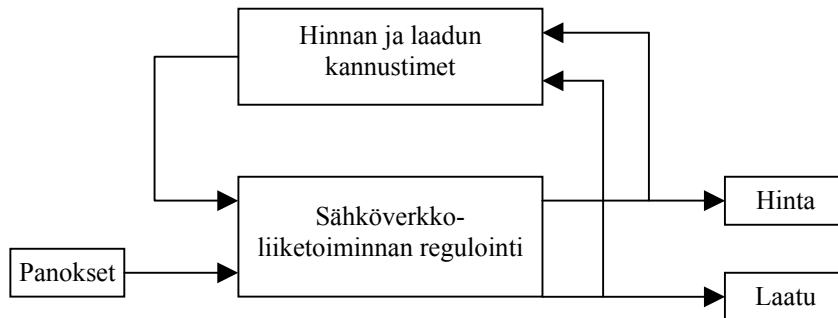 Hinnan ja laadun
kannustimet
Sähköverkko-
liiketoiminnan regulointi
Panokset
Hinta
Laatu